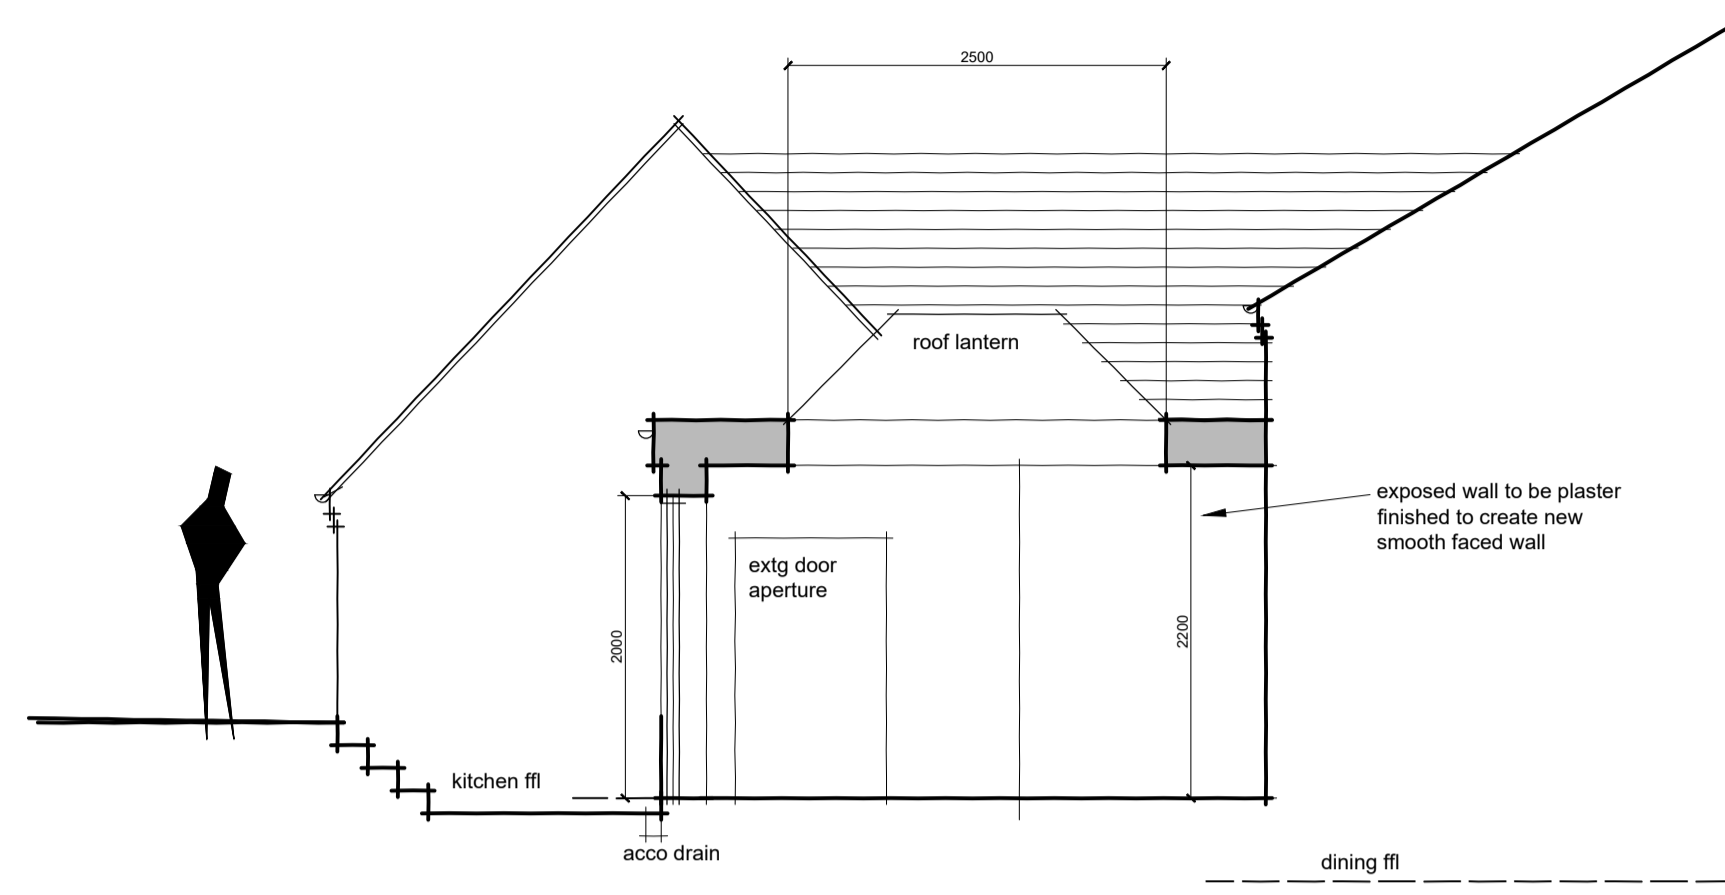 2500
roof lantern
exposed wall to be plaster
finished to create new
smooth faced wall
extg door
aperture
2000
2200
kitchen ffl
acco drain
dining ffl